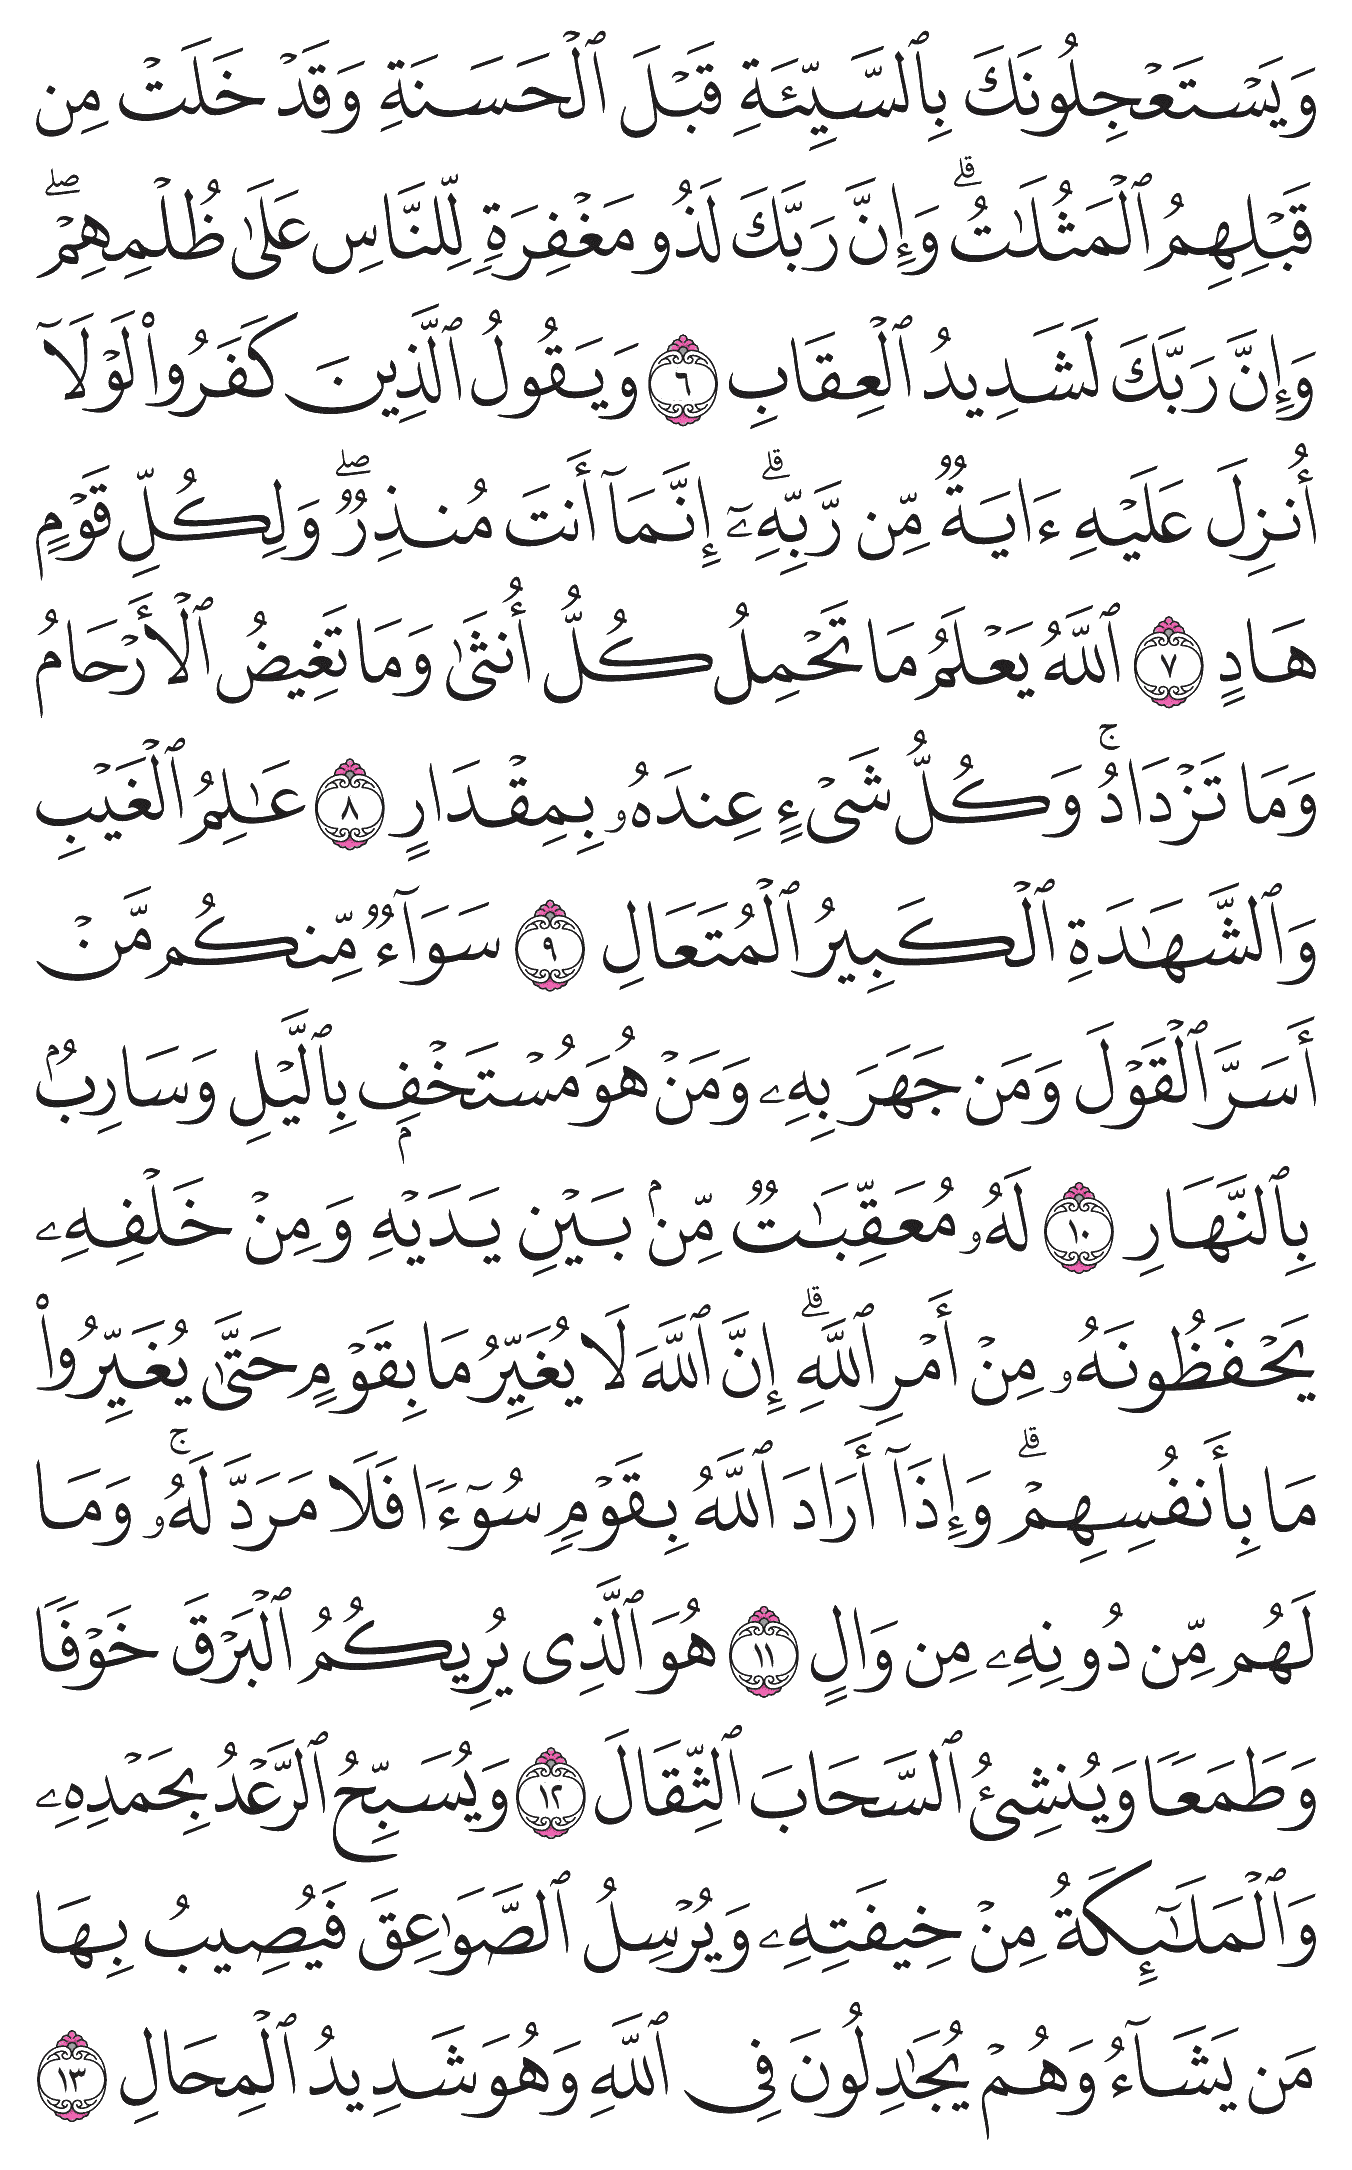 وَيَسۡتَعۡجِلُونَكَ بِٱلسَّيِّئَةِ قَبۡلَ ٱلۡحَسَنَةِ وَقَدۡ خَلَتۡ مِن
قَبۡلِهِمُ ٱلۡمَثُلَٰتُۗ وَإِنَّ رَبَّكَ لَذُو مَغۡفِرَةٖ لِّلنَّاسِ عَلَىٰ ظُلۡمِهِمۡۖ
وَإِنَّ رَبَّكَ لَشَدِيدُ ٱلۡعِقَابِ ٦ وَيَقُولُ ٱلَّذِينَ كَفَرُواْ لَوۡلَآ
أُنزِلَ عَلَيۡهِ ءَايَةٞ مِّن رَّبِّهِۦٓۗ إِنَّمَآ أَنتَ مُنذِرٞۖ وَلِكُلِّ قَوۡمٍ
هَادٍ ٧ ٱللَّهُ يَعۡلَمُ مَا تَحۡمِلُ كُلُّ أُنثَىٰ وَمَا تَغِيضُ ٱلۡأَرۡحَامُ
وَمَا تَزۡدَادُۚ وَكُلُّ شَيۡءٍ عِندَهُۥ بِمِقۡدَارٍ ٨ عَٰلِمُ ٱلۡغَيۡبِ
وَٱلشَّهَٰدَةِ ٱلۡكَبِيرُ ٱلۡمُتَعَالِ ٩ سَوَآءٞ مِّنكُم مَّنۡ
أَسَرَّ ٱلۡقَوۡلَ وَمَن جَهَرَ بِهِۦ وَمَنۡ هُوَ مُسۡتَخۡفِۭ بِٱلَّيۡلِ وَسَارِبُۢ
بِٱلنَّهَارِ ١٠ لَهُۥ مُعَقِّبَٰتٞ مِّنۢ بَيۡنِ يَدَيۡهِ وَمِنۡ خَلۡفِهِۦ
يَحۡفَظُونَهُۥ مِنۡ أَمۡرِ ٱللَّهِۗ إِنَّ ٱللَّهَ لَا يُغَيِّرُ مَا بِقَوۡمٍ حَتَّىٰ يُغَيِّرُواْ
مَا بِأَنفُسِهِمۡۗ وَإِذَآ أَرَادَ ٱللَّهُ بِقَوۡمٖ سُوٓءٗا فَلَا مَرَدَّ لَهُۥۚ وَمَا
لَهُم مِّن دُونِهِۦ مِن وَالٍ ١١ هُوَ ٱلَّذِي يُرِيكُمُ ٱلۡبَرۡقَ خَوۡفٗا
وَطَمَعٗا وَيُنشِئُ ٱلسَّحَابَ ٱلثِّقَالَ ١٢ وَيُسَبِّحُ ٱلرَّعۡدُ بِحَمۡدِهِۦ
وَٱلۡمَلَٰٓئِكَةُ مِنۡ خِيفَتِهِۦ وَيُرۡسِلُ ٱلصَّوَٰعِقَ فَيُصِيبُ بِهَا
مَن يَشَآءُ وَهُمۡ يُجَٰدِلُونَ فِي ٱللَّهِ وَهُوَ شَدِيدُ ٱلۡمِحَالِ ١٣